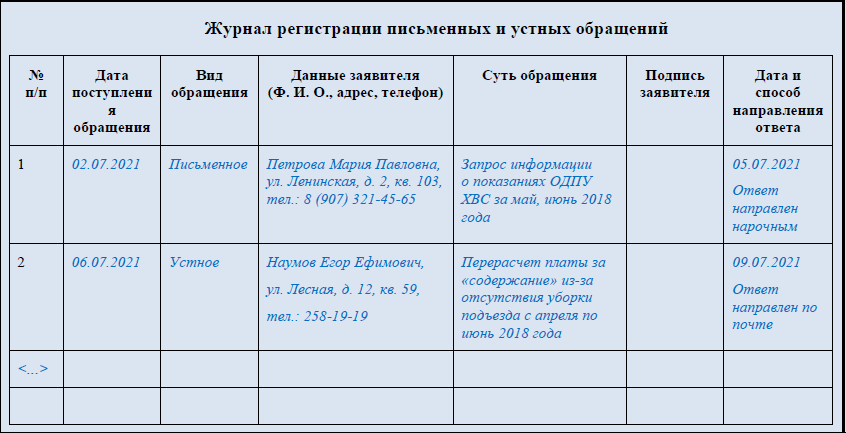 Журнал регистрации письменных и устных обращений
№
п/п
Дата
поступлени
я
обращения
Вид
обращения
Данные заявителя
(Ф. И. О., адрес, телефон)
Суть обращения
Подпись
заявителя
Дата и
способ
направления
ответа
1
02.07.2021
Письменное
Петрова Мария Павловна,
ул. Ленинская, д. 2, кв. 103,
тел.: 8 (907) 321-45-65
Запрос информации
о показаниях ОДПУ
ХВС за май, июнь 2018
года
05.07.2021
Ответ
направлен
нарочным
2
06.07.2021
Устное
Наумов Егор Ефимович,
ул. Лесная, д. 12, кв. 59,
тел.: 258-19-19
Перерасчет платы за
«содержание» из-за
отсутствия уборки
подъезда с апреля по
июнь 2018 года
09.07.2021
Ответ
направлен по
почте
<...>